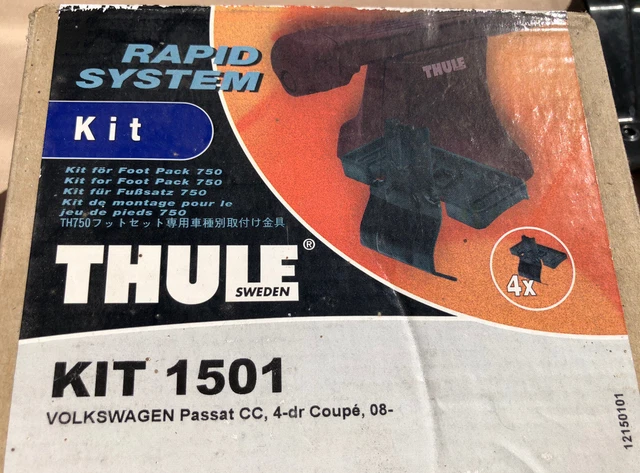 RAPID
SYSTEM
THULE
Kit
Kit för Foot Pack 750
Kit for Foot Pack 750
Kit für Fußsatz 750
Kit de montage pour le
jeu de pieds 750
TH750フットセット専用車種別取付け金具
THULE®
SWEDEN
4x
KIT 1501
VOLKSWAGEN Passat CC, 4-dr Coupé, 08-
12150101